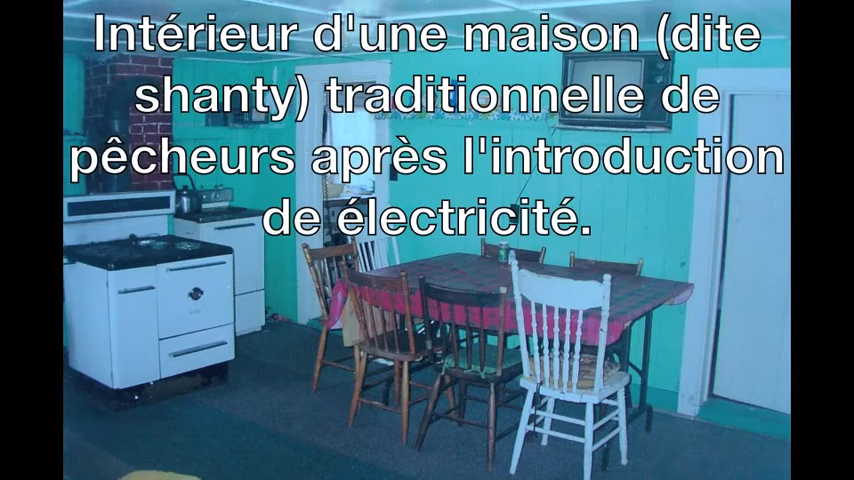 Intérieur d'une maison (dite
shanty) traditionnelle de
pêcheurs après l'introduction
de électricité.